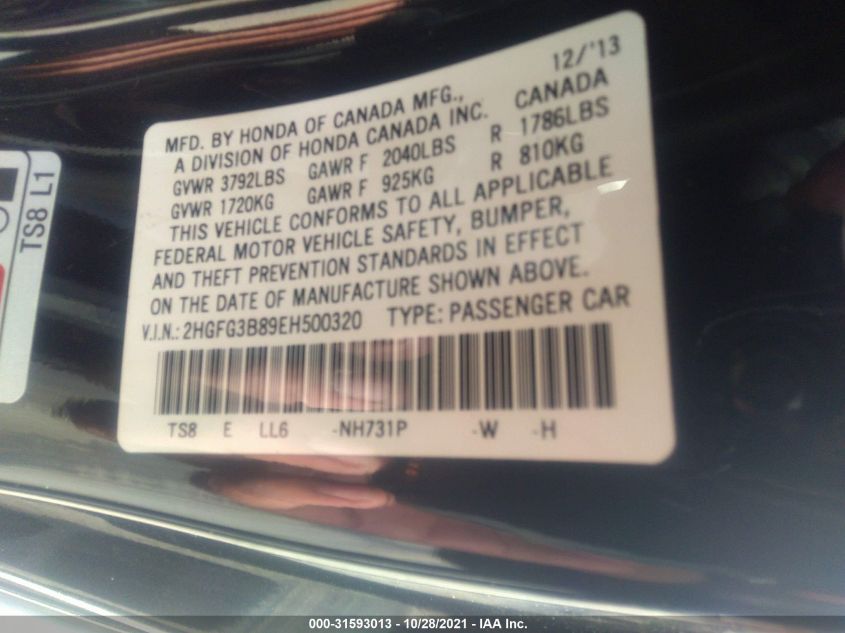 12/'13
MFD. BY HONDA OF CANADA MFG.,
A DIVISION OF HONDA CANADA INC. CANADA
GVWR 3792LBS GAWR F 2040LBS R 1786LBS
GVWR 1720KG GAWR F 925KG R 810KG
THIS VEHICLE CONFORMS TO ALL APPLICABLE
FEDERAL MOTOR VEHICLE SAFETY, BUMPER,
AND THEFT PREVENTION STANDARDS IN EFFECT
ON THE DATE OF MANUFACTURE SHOWN ABOVE.
V.I.N.: 2HGFG3B89EH500320 TYPE: PASSENGER CAR
TS8 E LL6 -NH731P -W -H
TS8 L1
000-31593013 - 10/28/2021 - IAA Inc.